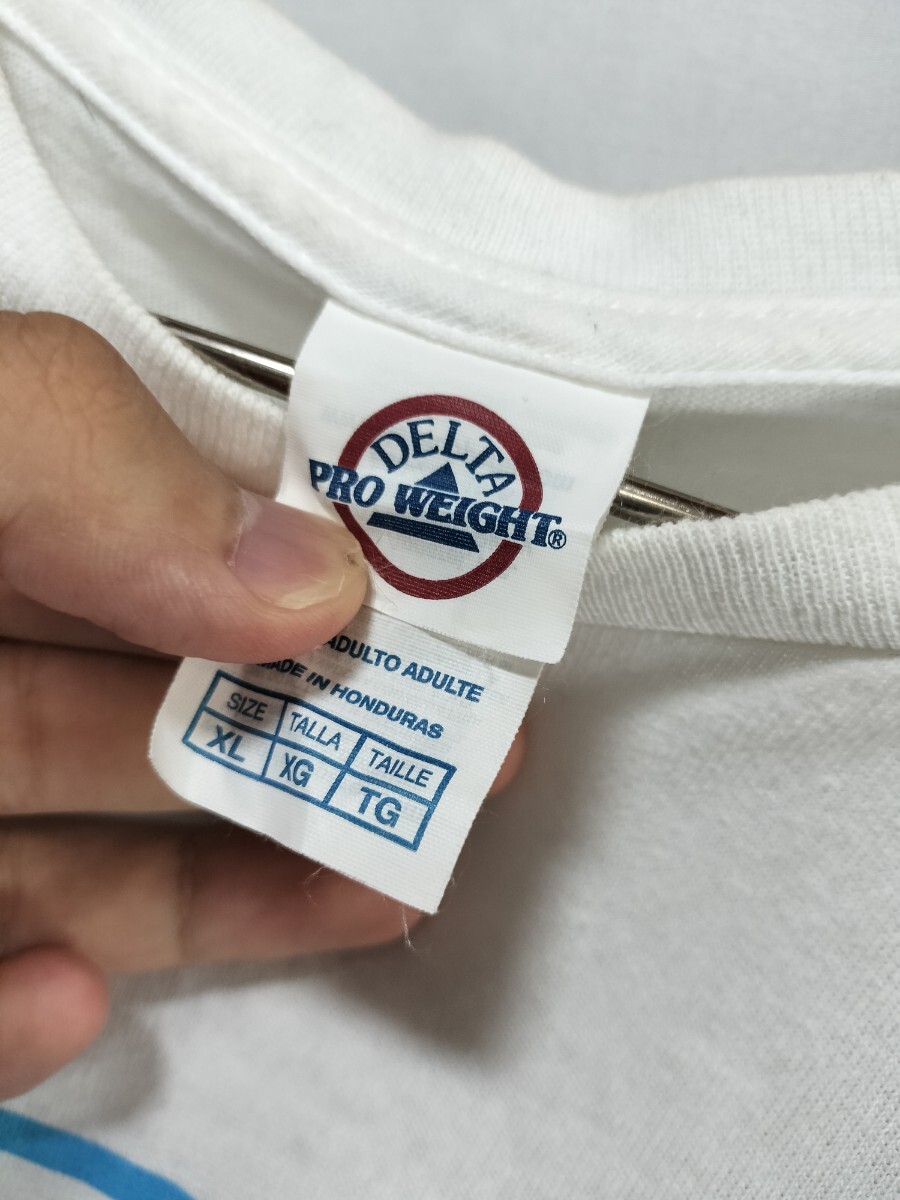 DELTA
PRO WEIGHT®
ADULTO ADULTE
MADE IN HONDURAS
SIZE TALLA TAILLE
XL XG TG